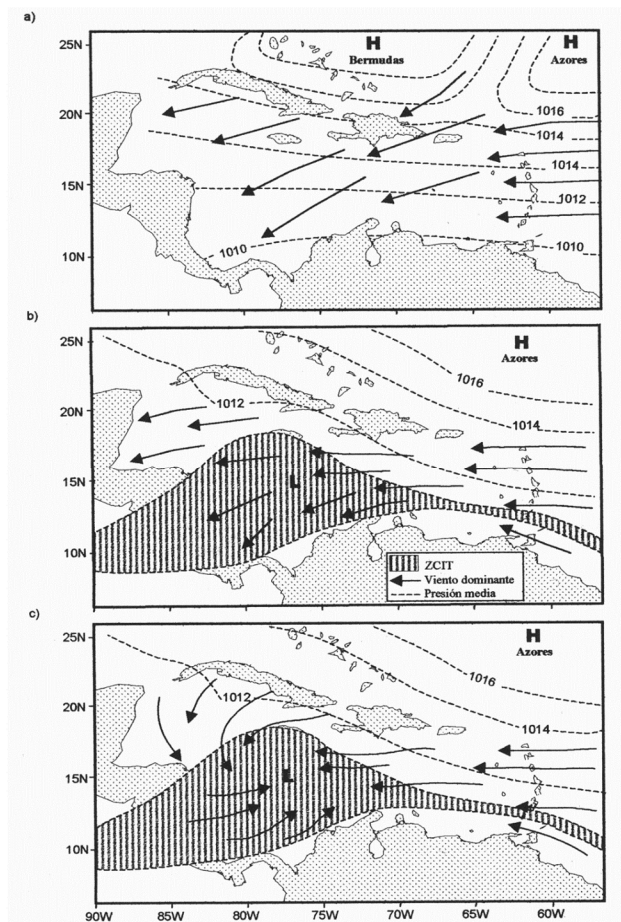 a)
25N
H
H
Bermudas
Azores
20N
1016
1014
1014
15N
1012
1010
1010
10N
b)
25N
H
Azores
1016
1012
20N
1014
15N
L
10N
ZCIT
Viento dominante
Presión media
c)
25N
H
Azores
1016
1012
20N
1014
15N
L
10N
90W
85W
80W
75W
70W
65W
60W